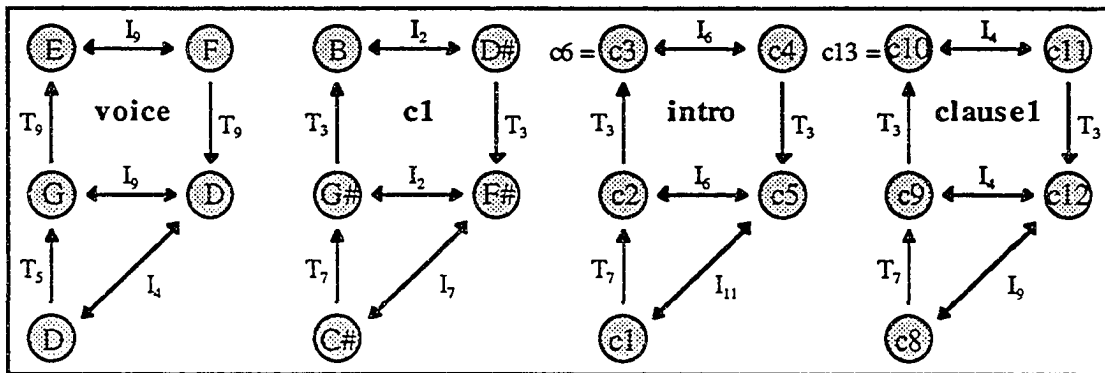 E I₉ F B I₂ D# c6 = c3 I₆ c4 c13 = c10 I₄ c11
T₉ voice T₉ T₃ c1 T₃ T₃ intro T₃ T₃ clause1 T₃
G I₉ D G# I₂ F# c2 I₆ c5 c9 I₄ c12
T₅ I₄ T₇ I₇ T₇ I₁₁ T₇ I₉
D C# c1 c8